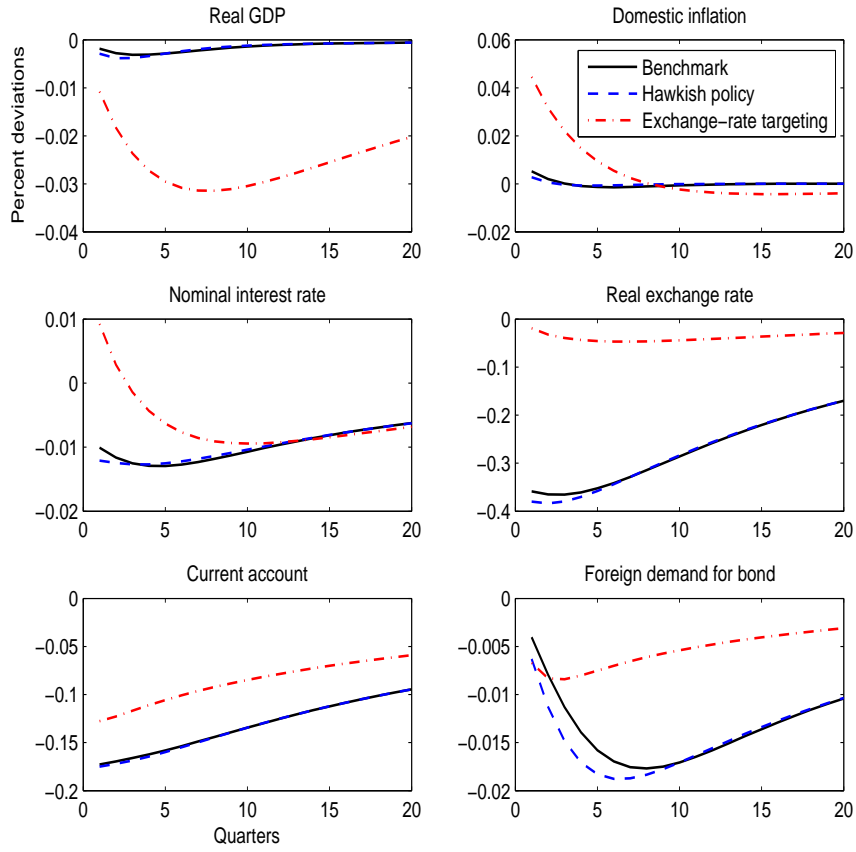 Real GDP
Domestic inflation
0
−0.01
−0.02
−0.03
−0.04
0 5 10 15 20
Percent deviations
0.06
0.04
0.02
0
−0.02
0 5 10 15 20
Benchmark
Hawkish policy
Exchange−rate targeting
Nominal interest rate
Real exchange rate
0.01
0
−0.01
−0.02
0 5 10 15 20
0
−0.1
−0.2
−0.3
−0.4
0 5 10 15 20
Current account
Foreign demand for bond
0
−0.05
−0.1
−0.15
−0.2
0 5 10 15 20
Quarters
0
−0.005
−0.01
−0.015
−0.02
0 5 10 15 20